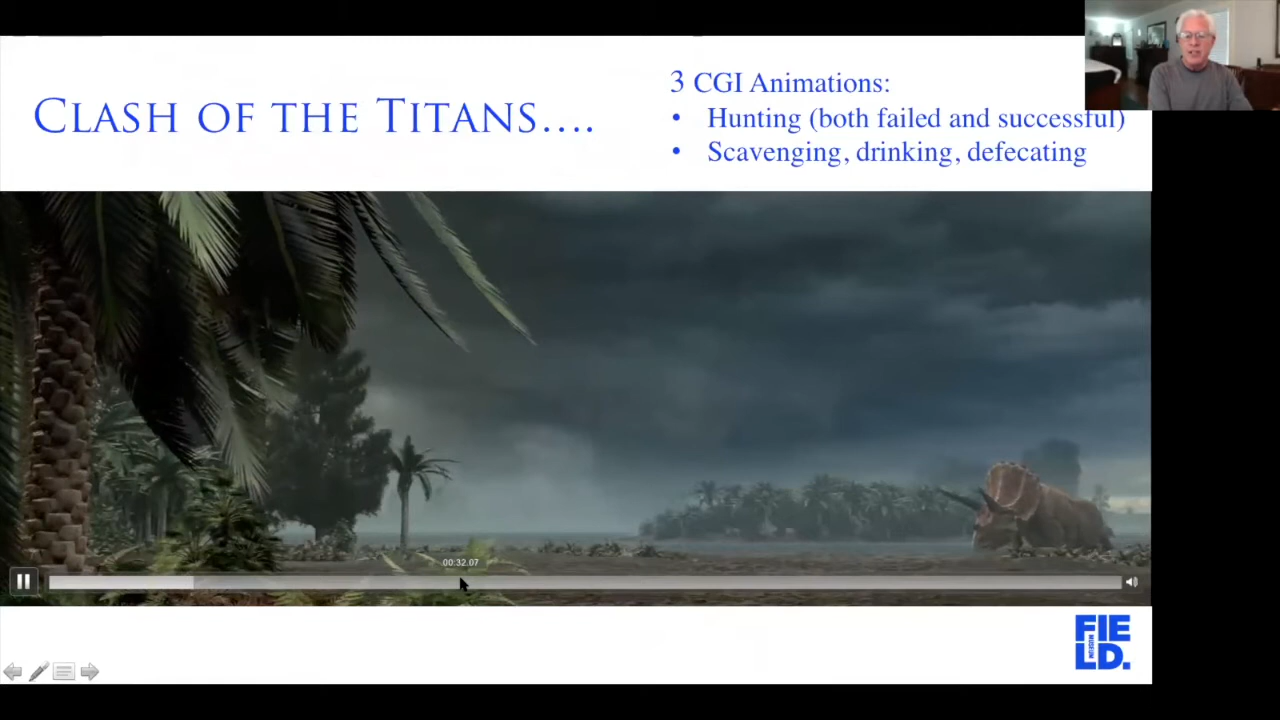 CLASH OF THE TITANS....
3 CGI Animations:
• Hunting (both failed and successful)
• Scavenging, drinking, defecating
00:32.07
FIE
MUSEUM
LD.